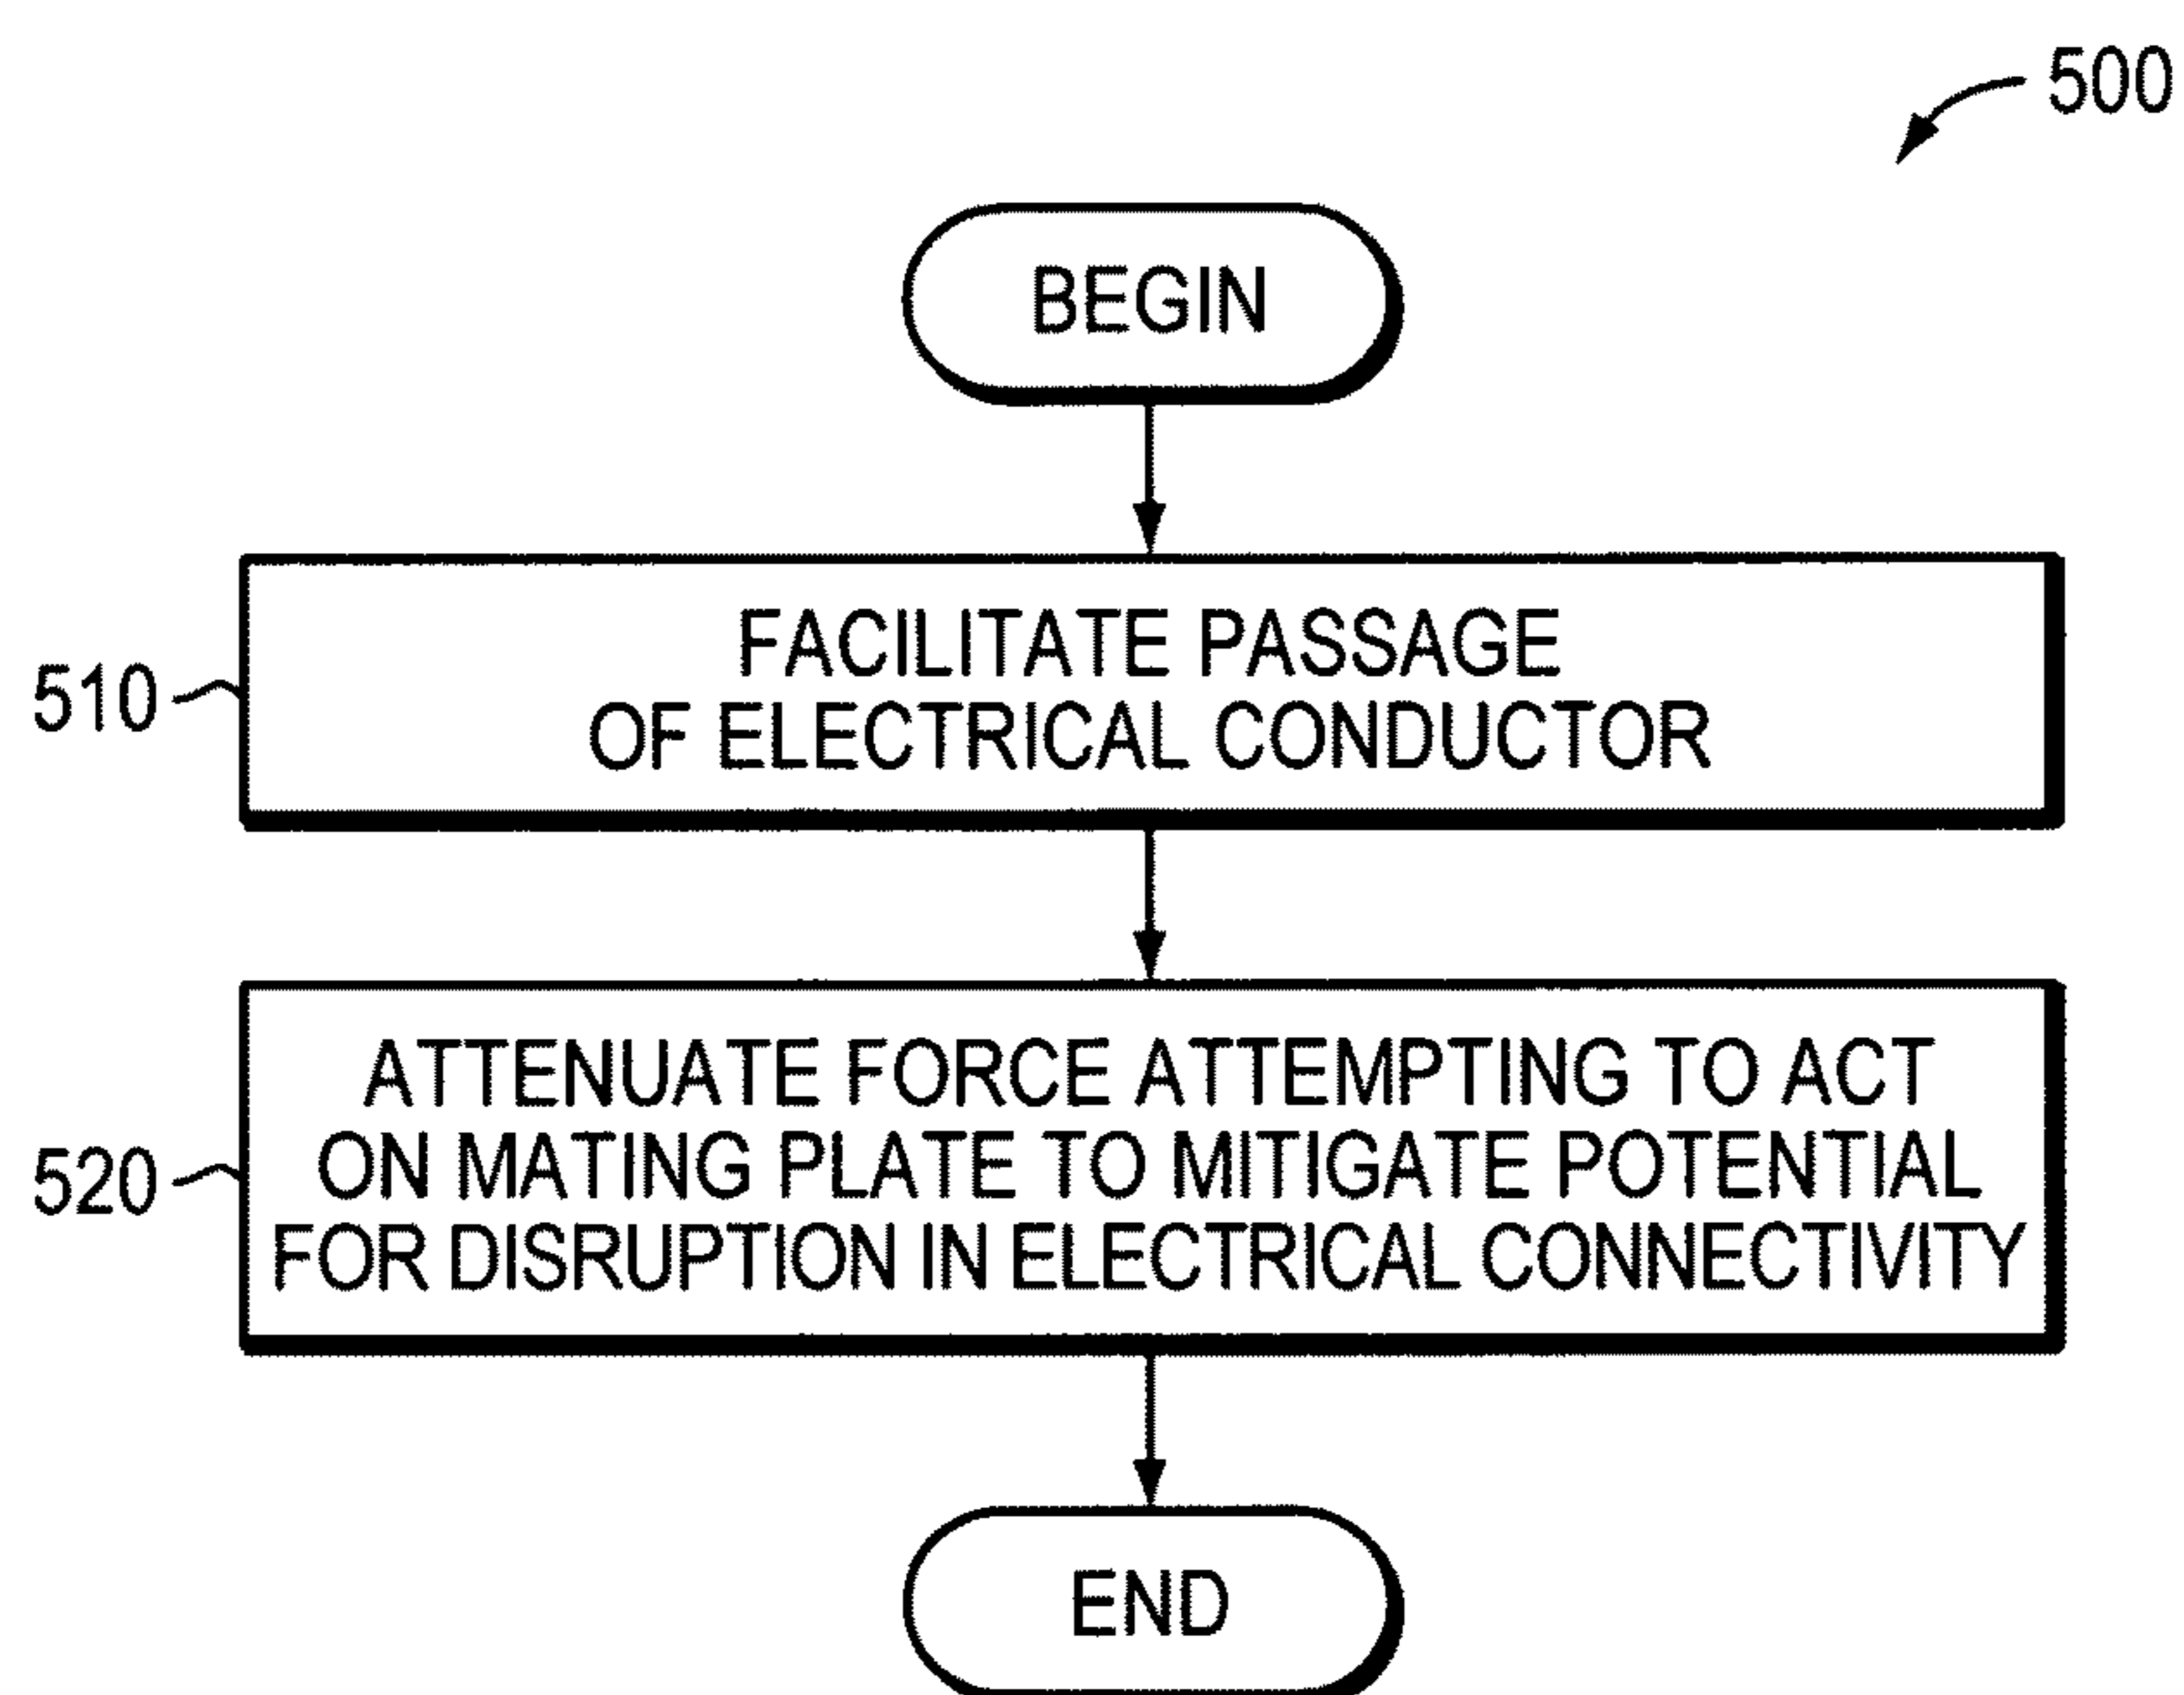 500
BEGIN
510
FACILITATE PASSAGE
OF ELECTRICAL CONDUCTOR
520
ATTENUATE FORCE ATTEMPTING TO ACT
ON MATING PLATE TO MITIGATE POTENTIAL
FOR DISRUPTION IN ELECTRICAL CONNECTIVITY
END